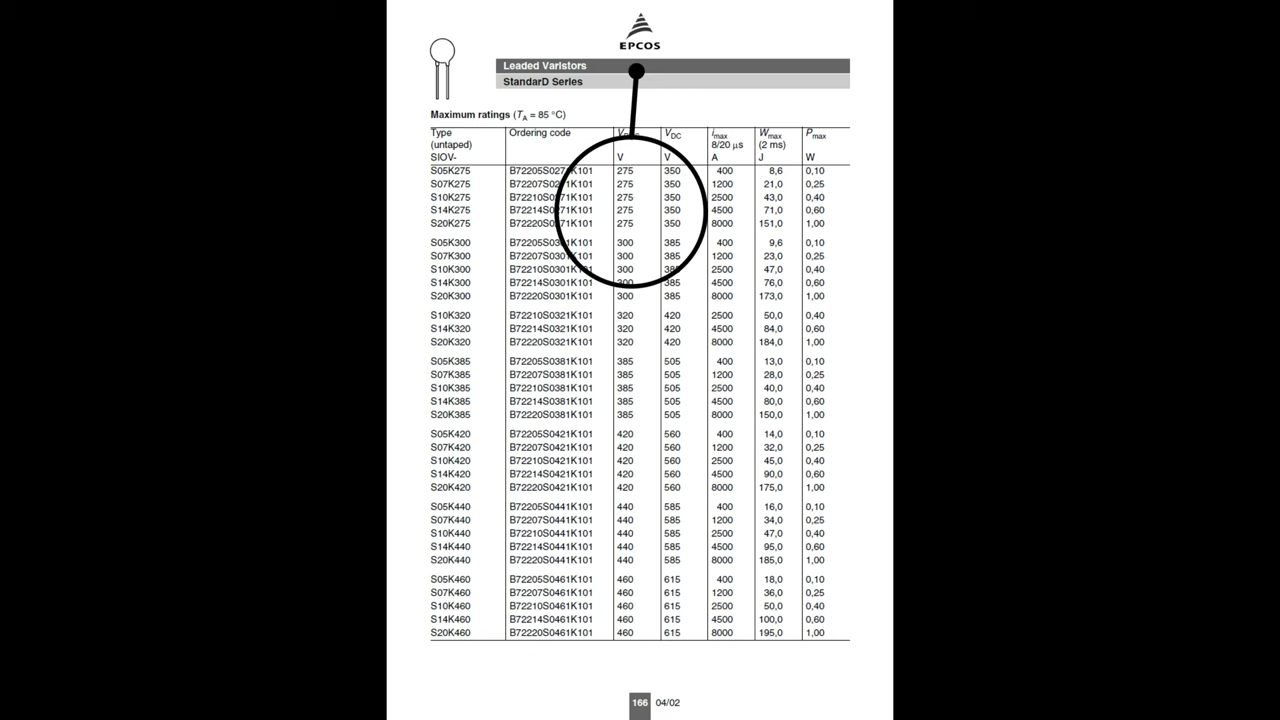 EPCOS
Leaded Varistors
StandarD Series
Maximum ratings (TA = 85 °C)
Type Ordering code VDC imax Wmax Pmax
(untaped) 8/20 μs (2 ms)
SIOV- V V A J W
S05K275 B72205S0271K101 275 350 400 8,6 0,10
S07K275 B72207S0271K101 275 350 1200 21,0 0,25
S10K275 B72210S0271K101 275 350 2500 43,0 0,40
S14K275 B72214S0271K101 275 350 4500 71,0 0,60
S20K275 B72220S0271K101 275 350 8000 151,0 1,00
S05K300 B72205S0301K101 300 385 400 9,6 0,10
S07K300 B72207S0301K101 300 385 1200 23,0 0,25
S10K300 B72210S0301K101 300 385 2500 47,0 0,40
S14K300 B72214S0301K101 300 385 4500 76,0 0,60
S20K300 B72220S0301K101 300 385 8000 173,0 1,00
S10K320 B72210S0321K101 320 420 2500 50,0 0,40
S14K320 B72214S0321K101 320 420 4500 84,0 0,60
S20K320 B72220S0321K101 320 420 8000 184,0 1,00
S05K385 B72205S0381K101 385 505 400 13,0 0,10
S07K385 B72207S0381K101 385 505 1200 28,0 0,25
S10K385 B72210S0381K101 385 505 2500 40,0 0,40
S14K385 B72214S0381K101 385 505 4500 80,0 0,60
S20K385 B72220S0381K101 385 505 8000 150,0 1,00
S05K420 B72205S0421K101 420 560 400 14,0 0,10
S07K420 B72207S0421K101 420 560 1200 32,0 0,25
S10K420 B72210S0421K101 420 560 2500 45,0 0,40
S14K420 B72214S0421K101 420 560 4500 90,0 0,60
S20K420 B72220S0421K101 420 560 8000 175,0 1,00
S05K440 B72205S0441K101 440 585 400 16,0 0,10
S07K440 B72207S0441K101 440 585 1200 34,0 0,25
S10K440 B72210S0441K101 440 585 2500 47,0 0,40
S14K440 B72214S0441K101 440 585 4500 95,0 0,60
S20K440 B72220S0441K101 440 585 8000 185,0 1,00
S05K460 B72205S0461K101 460 615 400 18,0 0,10
S07K460 B72207S0461K101 460 615 1200 36,0 0,25
S10K460 B72210S0461K101 460 615 2500 50,0 0,40
S14K460 B72214S0461K101 460 615 4500 100,0 0,60
S20K460 B72220S0461K101 460 615 8000 195,0 1,00
166 04/02